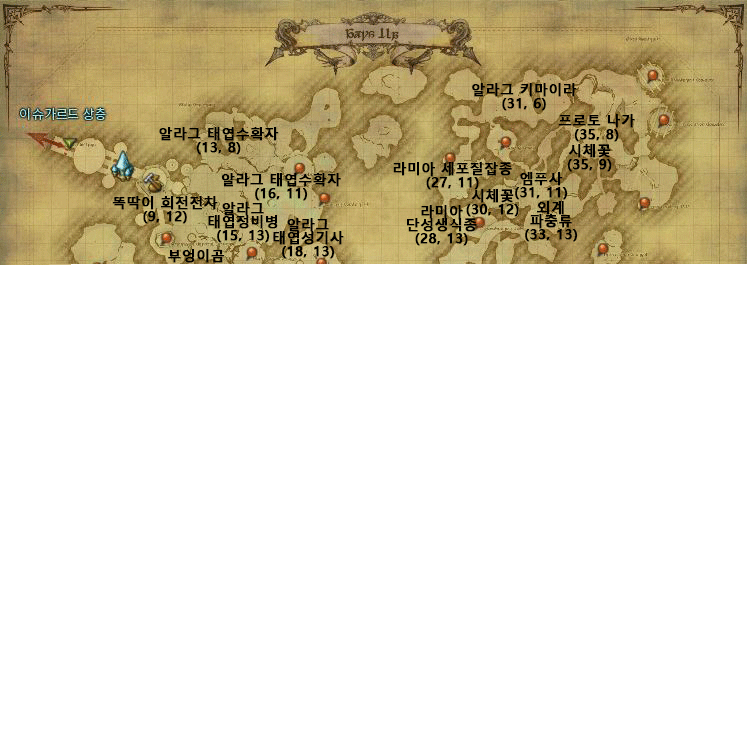 알라그 키마이라
(31, 6)
이슈가르드 상층
프로토 나가
(35, 8)
알라그 태엽수확자
(13, 8)
시체꽃
(35, 9)
라미아 세포질잡종
(27, 11)
알라그 태엽수확자
(16, 11)
엠푸사
(31, 11)
시체꽃
(30, 12)
똑딱이 회전전차
(9, 12)
알라그
태엽정비병
(15, 13)
라미아
단성생식종
(28, 13)
외계
파충류
(33, 13)
알라그
태엽성기사
(18, 13)
부엉이곰